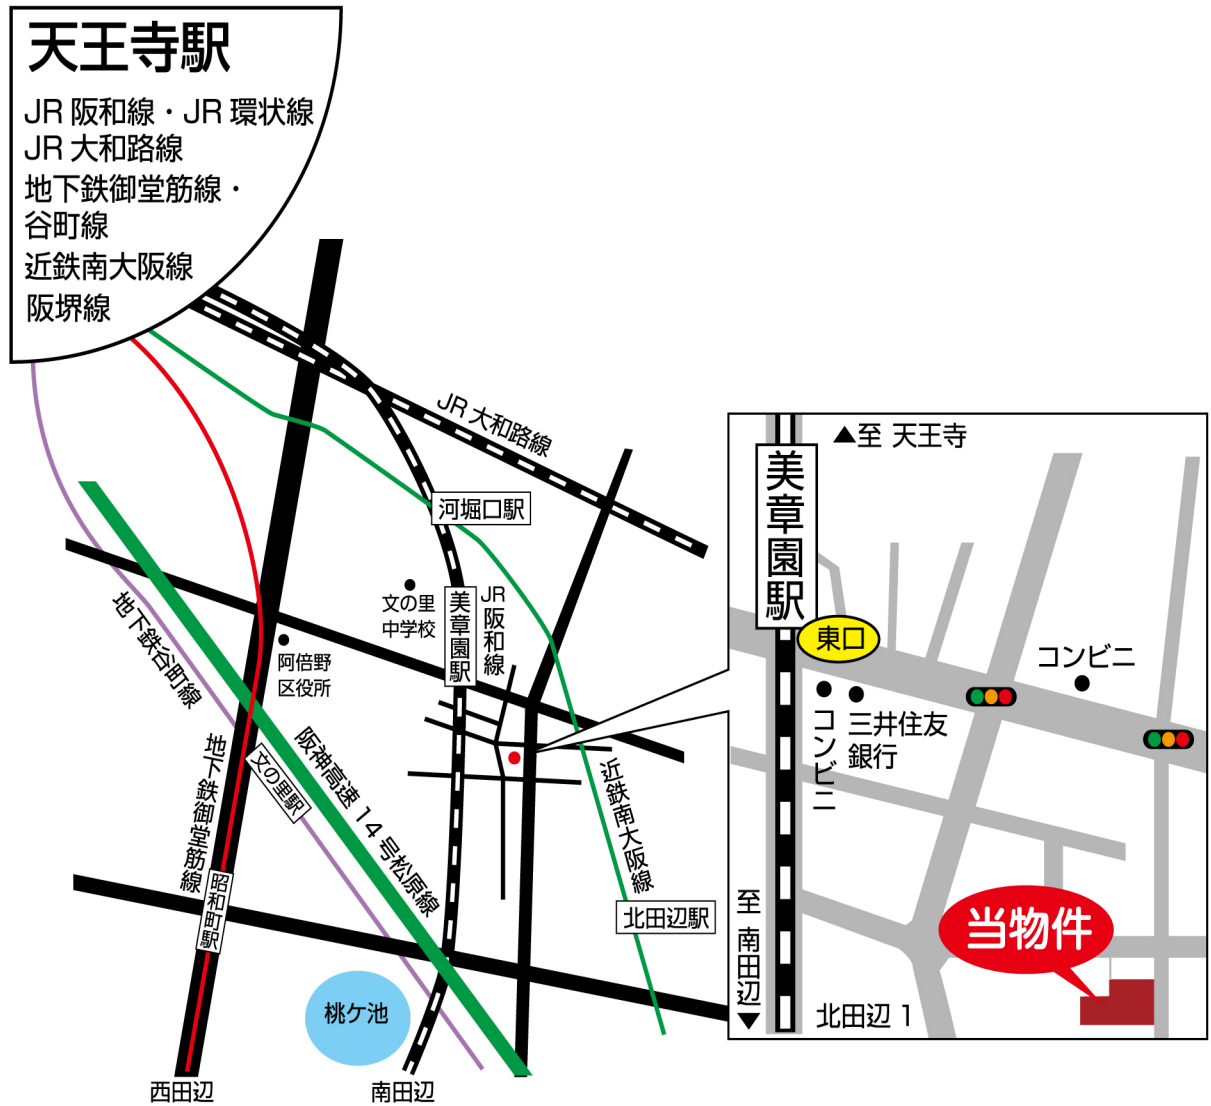 天王寺駅
JR 阪和線・JR 環状線
JR 大和路線
地下鉄御堂筋線・
谷町線
近鉄南大阪線
阪堺線
JR 大和路線
河堀口駅
文の里
中学校
美章園駅
JR 阪和線
阿倍野
区役所
地下鉄谷町線
地下鉄御堂筋線
文の里駅
阪神高速 14 号松原線
近鉄南大阪線
昭和町駅
北田辺駅
桃ケ池
西田辺
南田辺
▲至 天王寺
美章園駅
東口
コンビニ
コンビニ
三井住友
銀行
至 南田辺▼
当物件
北田辺 1